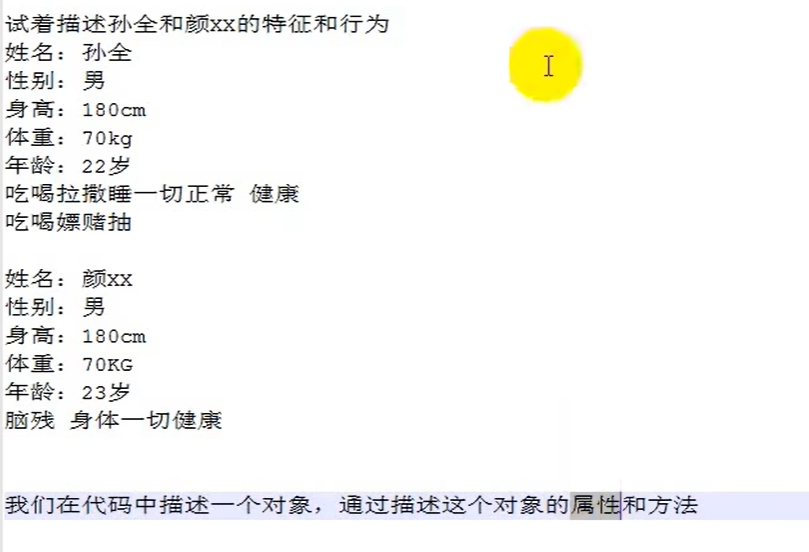 试着描述孙全和颜xx的特征和行为
姓名：孙全
性别：男
身高：180cm
体重：70kg
年龄：22岁
吃喝拉撒睡一切正常 健康
吃喝嫖赌抽
姓名：颜xx
性别：男
身高：180cm
体重：70KG
年龄：23岁
脑残 身体一切健康
我们在代码中描述一个对象，通过描述这个对象的属性和方法